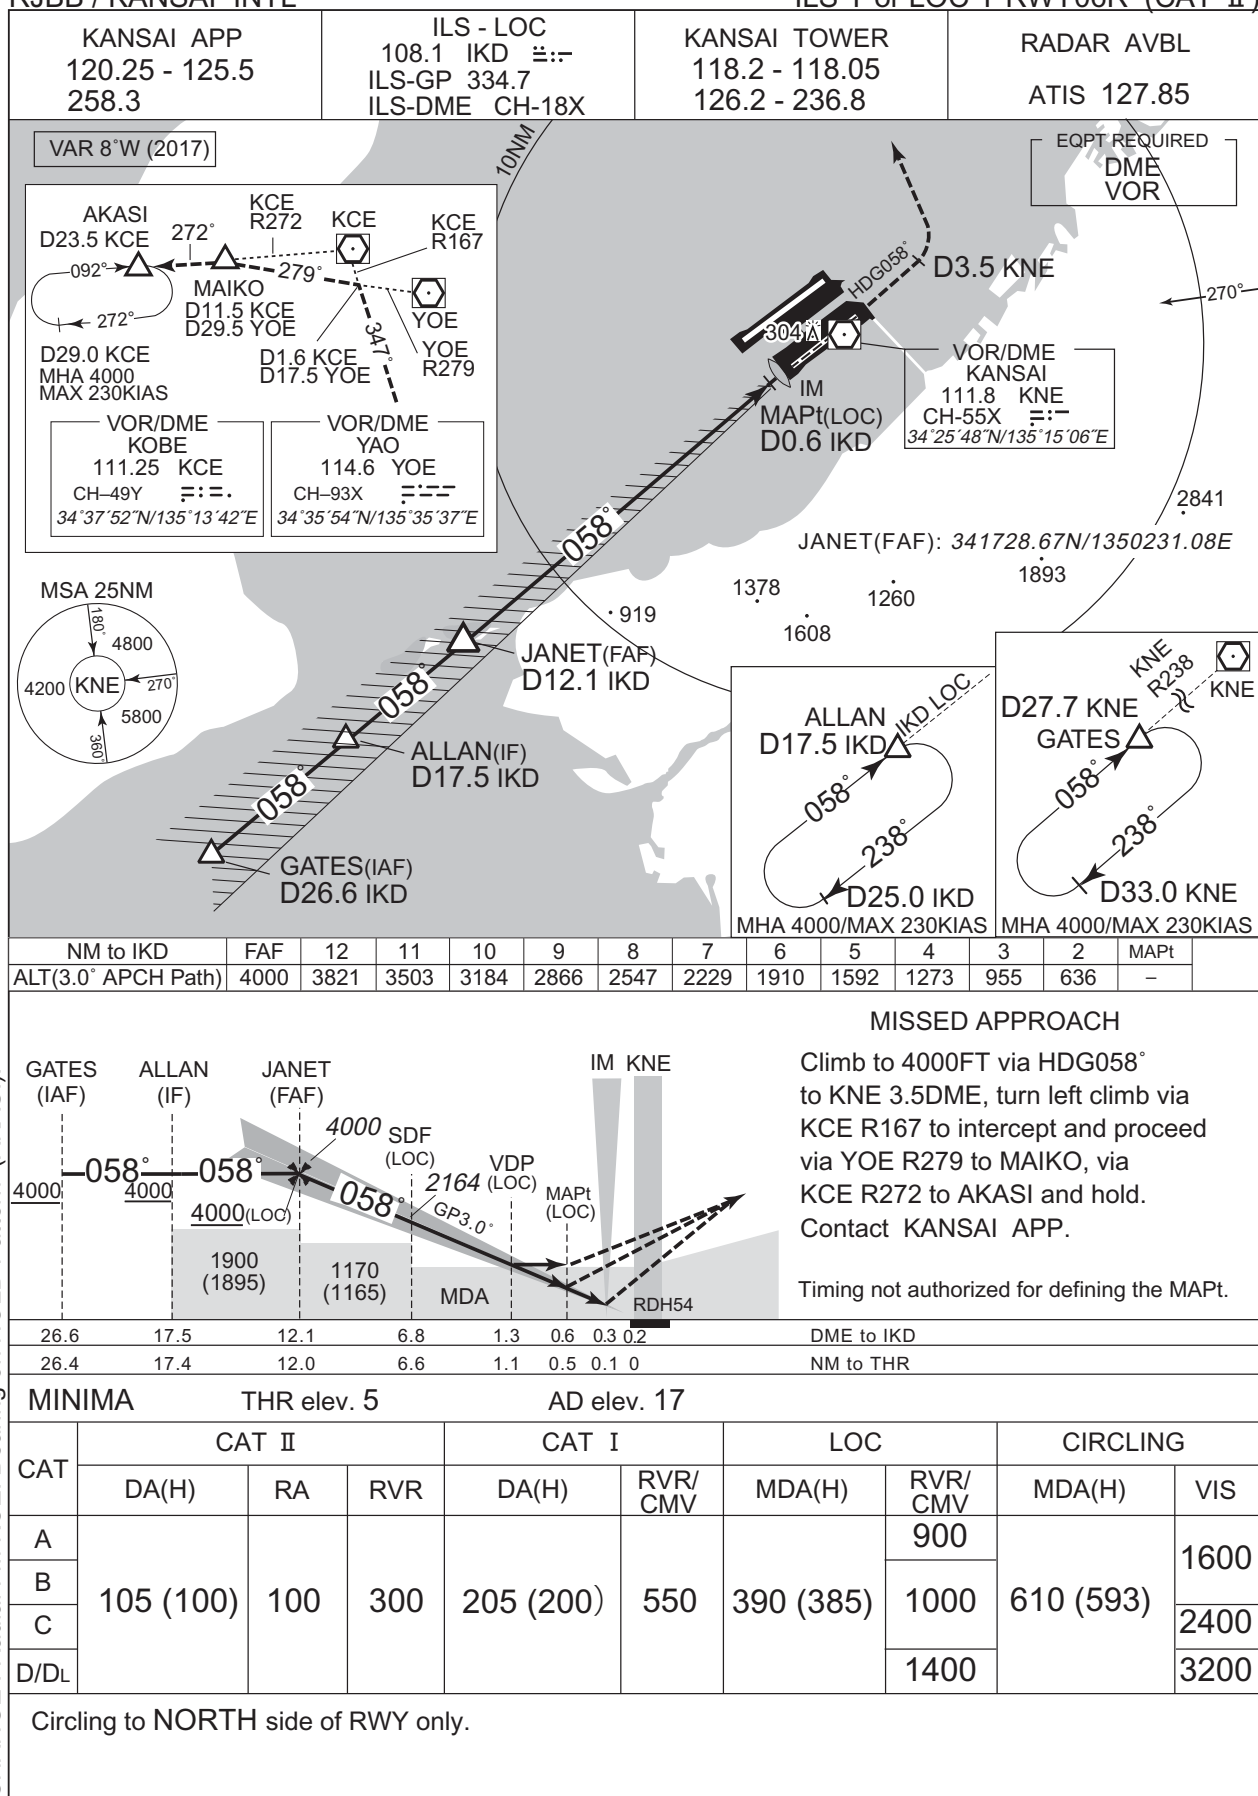 RJBB / KANSAI INTL
KANSAI APP
120.25 - 125.5
258.3
ILS - LOC
108.1 IKD
ILS-GP 334.7
ILS-DME CH-18X
KANSAI TOWER
118.2 - 118.05
126.2 - 236.8
RADAR AVBL
ATIS 127.85
VAR 8°W (2017)
10NM
EQPT REQUIRED
DME
VOR
AKASI
D23.5 KCE
272°
KCE
R272
KCE
KCE
R167
092°
279°
MAIKO
D11.5 KCE
D29.5 YOE
YOE
272°
347°
D1.6 KCE
D17.5 YOE
YOE
R279
D29.0 KCE
MHA 4000
MAX 230KIAS
VOR/DME
KOBE
111.25 KCE
CH–49Y
34°37´52˝N/135°13´42˝E
VOR/DME
YAO
114.6 YOE
CH–93X
34°35´54˝N/135°35´37˝E
HDG058°
D3.5 KNE
270°
304
IM
MAPt(LOC)
D0.6 IKD
VOR/DME
KANSAI
111.8 KNE
CH-55X
34°25´48˝N/135°15´06˝E
2841
JANET(FAF): 341728.67N/1350231.08E
1893
1378
1260
919
1608
058°
MSA 25NM
180°
4800
4200
KNE
270°
5800
360°
JANET(FAF)
D12.1 IKD
058°
ALLAN(IF)
D17.5 IKD
058°
GATES(IAF)
D26.6 IKD
ALLAN
D17.5 IKD
IKD LOC
058°
238°
D25.0 IKD
MHA 4000/MAX 230KIAS
KNE
R238
KNE
D27.7 KNE
GATES
058°
238°
D33.0 KNE
MHA 4000/MAX 230KIAS
NM to IKD FAF 12 11 10 9 8 7 6 5 4 3 2 MAPt
ALT(3.0° APCH Path) 4000 3821 3503 3184 2866 2547 2229 1910 1592 1273 955 636 –
MISSED APPROACH
Climb to 4000FT via HDG058°
to KNE 3.5DME, turn left climb via
KCE R167 to intercept and proceed
via YOE R279 to MAIKO, via
KCE R272 to AKASI and hold.
Contact KANSAI APP.
Timing not authorized for defining the MAPt.
GATES
(IAF)
ALLAN
(IF)
JANET
(FAF)
IM KNE
4000
SDF
(LOC)
2164
VDP
(LOC)
MAPt
(LOC)
058°
058°
058°
GP3.0°
4000
4000
4000(LOC)
1900
(1895)
1170
(1165)
MDA
RDH54
26.6 17.5 12.1 6.8 1.3 0.6 0.3 0.2 DME to IKD
26.4 17.4 12.0 6.6 1.1 0.5 0.1 0 NM to THR
MINIMA THR elev. 5 AD elev. 17
CAT
CAT Ⅱ CAT I LOC CIRCLING
DA(H) RA RVR DA(H) RVR/CMV MDA(H) RVR/CMV MDA(H) VIS
A
B
C
D/DL
105 (100) 100 300 205 (200) 550 390 (385)
900
1000
1400
610 (593)
1600
2400
3200
Circling to NORTH side of RWY only.